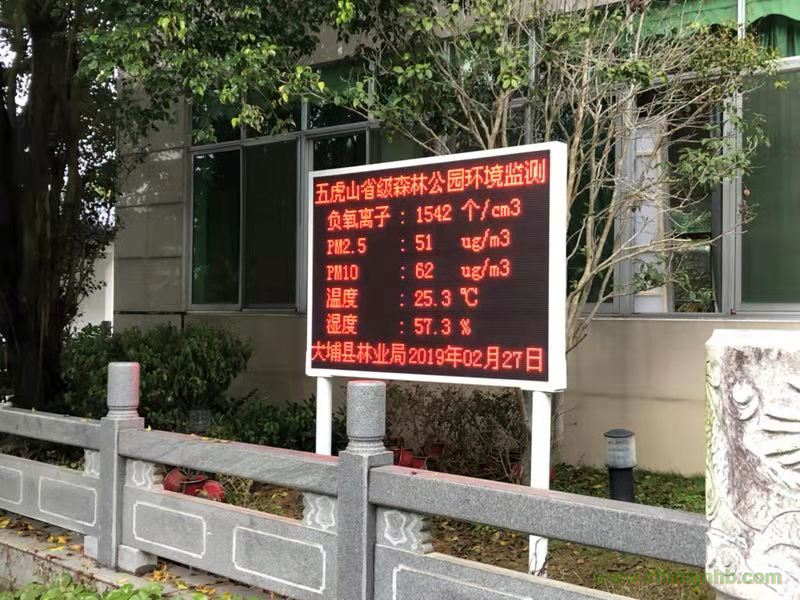 五虎山省级森林公园环境监测
负氧离子 : 1542 个/cm3
PM2.5 : 51 ug/m3
PM10 : 62 ug/m3
温度 : 25.3 ℃
湿度 : 57.3 %
大埔县林业局 2019年02月27日